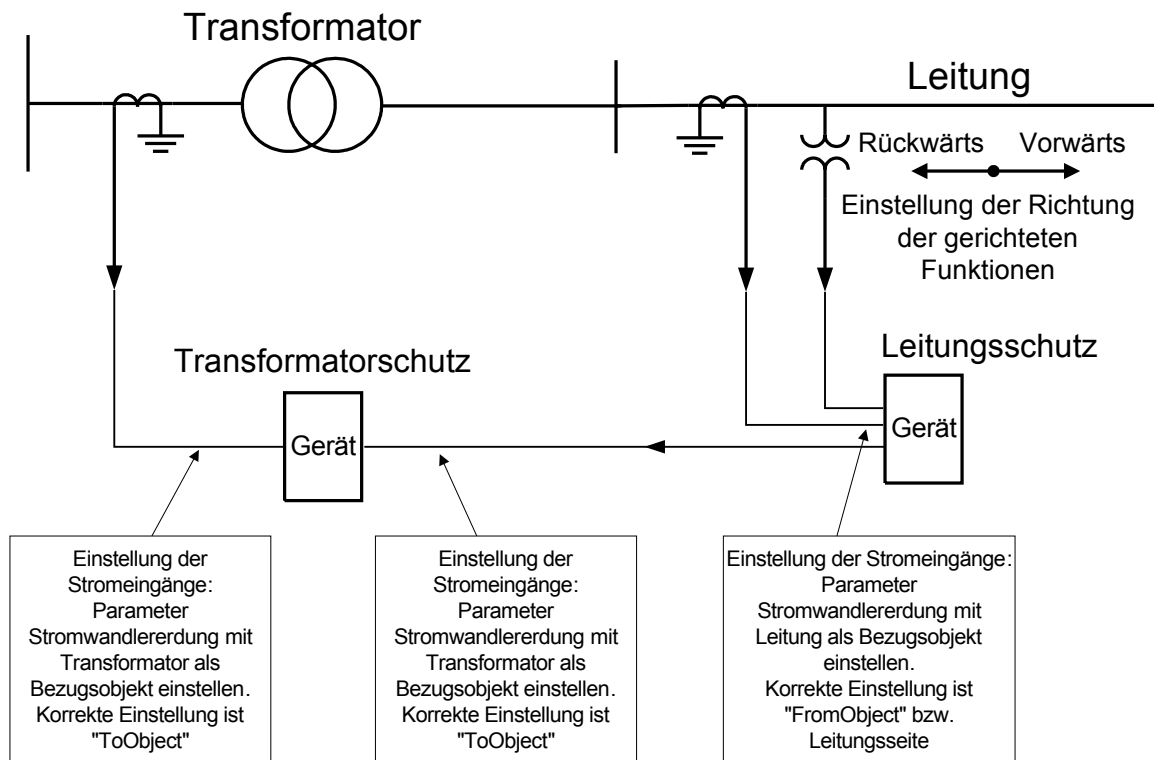 Transformator
Leitung
Rückwärts Vorwärts
Einstellung der Richtung
der gerichteten
Funktionen
Transformatorschutz
Leitungsschutz
Gerät
Gerät
Einstellung der
Stromeingänge:
Parameter
Stromwandlererdung mit
Transformator als
Bezugsobjekt einstellen.
Korrekte Einstellung ist
"ToObject"
Einstellung der
Stromeingänge:
Parameter
Stromwandlererdung mit
Transformator als
Bezugsobjekt einstellen.
Korrekte Einstellung ist
"ToObject"
Einstellung der Stromeingänge:
Parameter
Stromwandlererdung mit
Leitung als Bezugsobjekt
einstellen.
Korrekte Einstellung ist
"FromObject" bzw.
Leitungsseite